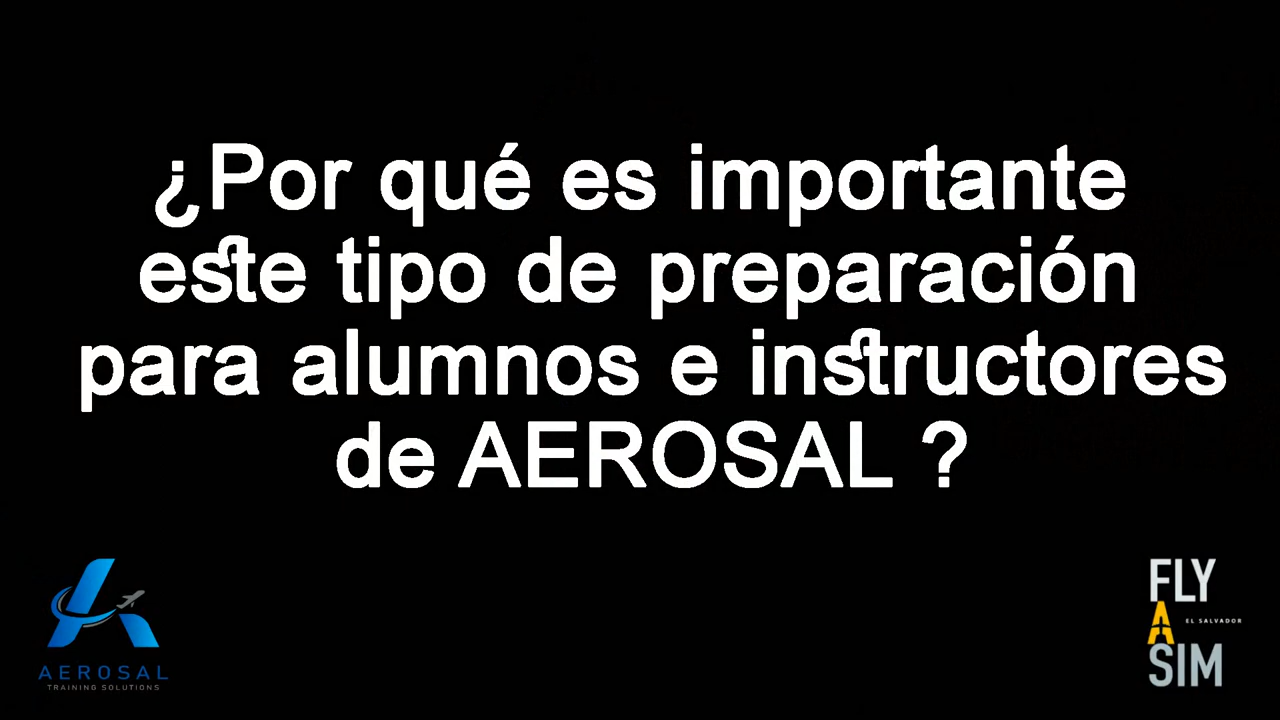 ¿Por qué es importante
este tipo de preparación
para alumnos e instructores
de AEROSAL ?
AEROSAL
TRAINING SOLUTIONS
FLY
A
EL SALVADOR
SIM